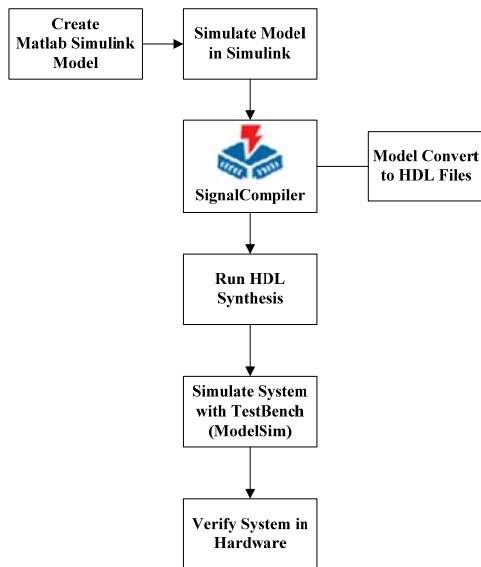 Create
Matlab Simulink
Model
Simulate Model
in Simulink
SignalCompiler
Model Convert
to HDL Files
Run HDL
Synthesis
Simulate System
with TestBench
(ModelSim)
Verify System in
Hardware